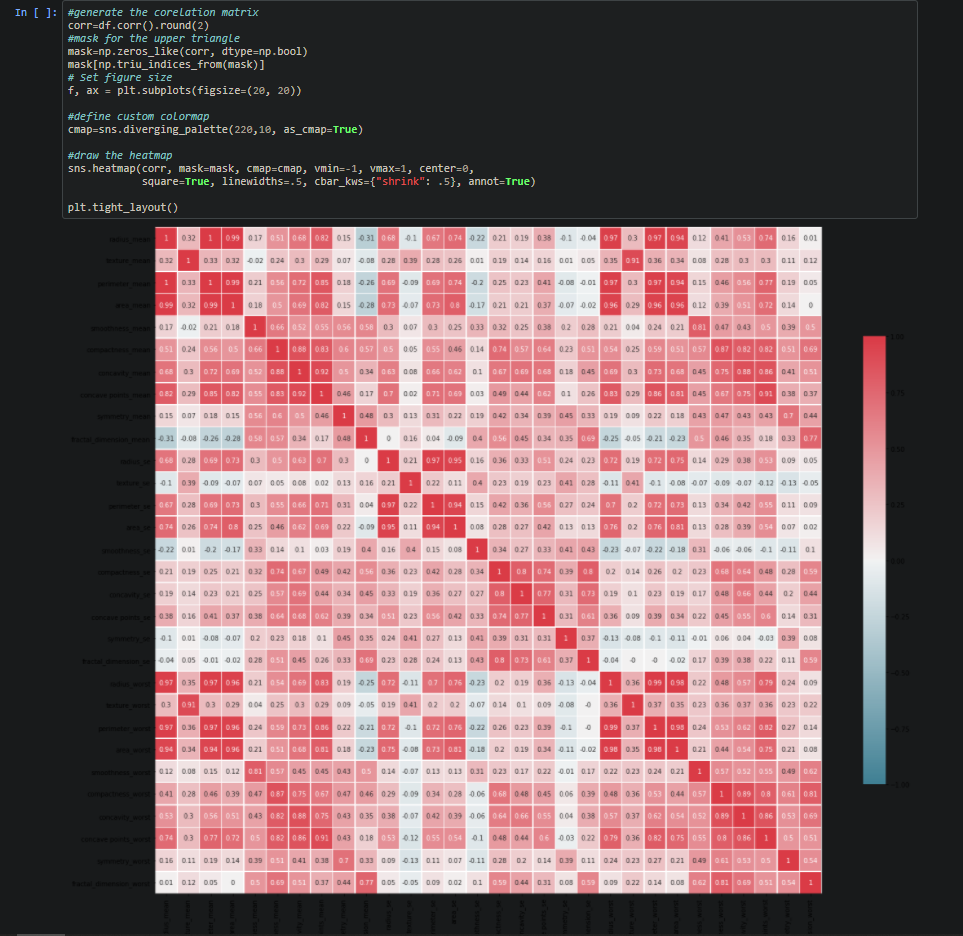 In [ ]:
#generate the corelation matrix
corr=df.corr().round(2)
#mask for the upper triangle
mask=np.zeros_like(corr, dtype=np.bool)
mask[np.triu_indices_from(mask)]
# Set figure size
f, ax = plt.subplots(figsize=(20, 20))
#define custom colormap
cmap=sns.diverging_palette(220,10, as_cmap=True)
#draw the heatmap
sns.heatmap(corr, mask=mask, cmap=cmap, vmin=-1, vmax=1, center=0,
square=True, linewidths=.5, cbar_kws={"shrink": .5}, annot=True)
plt.tight_layout()
radius_mean 1 0.32 1 0.99 0.17 0.51 0.68 0.82 0.15 -0.31 0.68 -0.1 0.67 0.74 -0.22 0.21 0.19 0.38 -0.1 -0.04 0.97 0.3 0.97 0.94 0.12 0.41 0.53 0.74 0.16 0.01
texture_mean 0.32 1 0.33 0.32 -0.02 0.24 0.3 0.29 0.07 -0.08 0.28 0.39 0.28 0.26 0.01 0.19 0.14 0.16 0.01 0.05 0.35 0.91 0.36 0.34 0.08 0.28 0.3 0.3 0.11 0.12
perimeter_mean 1 0.33 1 0.99 0.21 0.56 0.72 0.85 0.18 -0.26 0.69 -0.09 0.69 0.74 -0.2 0.25 0.23 0.41 -0.08 -0.01 0.97 0.3 0.97 0.94 0.15 0.46 0.56 0.77 0.19 0.05
area_mean 0.99 0.32 0.99 1 0.18 0.5 0.69 0.82 0.15 -0.28 0.73 -0.07 0.73 0.8 -0.17 0.21 0.21 0.37 -0.07 -0.02 0.96 0.29 0.96 0.96 0.12 0.39 0.51 0.72 0.14 0
smoothness_mean 0.17 -0.02 0.21 0.18 1 0.66 0.52 0.55 0.56 0.58 0.3 0.07 0.3 0.25 0.33 0.32 0.25 0.38 0.2 0.28 0.21 0.04 0.24 0.21 0.81 0.47 0.43 0.5 0.39 0.5
compactness_mean 0.51 0.24 0.56 0.5 0.66 1 0.88 0.83 0.6 0.57 0.5 0.05 0.55 0.46 0.14 0.74 0.57 0.64 0.23 0.51 0.54 0.25 0.59 0.51 0.57 0.87 0.82 0.82 0.51 0.69
concavity_mean 0.68 0.3 0.72 0.69 0.52 0.88 1 0.92 0.5 0.34 0.63 0.08 0.66 0.62 0.1 0.67 0.69 0.68 0.18 0.45 0.69 0.3 0.73 0.68 0.45 0.75 0.88 0.86 0.41 0.51
concave points_mean 0.82 0.29 0.85 0.82 0.55 0.83 0.92 1 0.46 0.17 0.7 0.02 0.71 0.69 0.03 0.49 0.44 0.62 0.1 0.26 0.83 0.29 0.86 0.81 0.45 0.67 0.75 0.91 0.38 0.37
symmetry_mean 0.15 0.07 0.18 0.15 0.56 0.6 0.5 0.46 1 0.48 0.3 0.13 0.31 0.22 0.19 0.42 0.34 0.39 0.45 0.33 0.19 0.09 0.22 0.18 0.43 0.47 0.43 0.43 0.7 0.44
fractal_dimension_mean -0.31 -0.08 -0.26 -0.28 0.58 0.57 0.34 0.17 0.48 1 0 0.16 0.04 -0.09 0.4 0.56 0.45 0.34 0.35 0.69 -0.25 -0.05 -0.21 -0.23 0.5 0.46 0.35 0.18 0.33 0.77
radius_se 0.68 0.28 0.69 0.73 0.3 0.5 0.63 0.7 0.3 0 1 0.21 0.97 0.95 0.16 0.36 0.33 0.51 0.24 0.23 0.72 0.19 0.72 0.75 0.14 0.29 0.38 0.53 0.09 0.05
texture_se -0.1 0.39 -0.09 -0.07 0.07 0.05 0.08 0.02 0.13 0.16 0.21 1 0.22 0.11 0.4 0.23 0.19 0.23 0.41 0.28 -0.11 0.41 -0.1 -0.08 -0.07 -0.09 -0.07 -0.12 -0.13 -0.05
perimeter_se 0.67 0.28 0.69 0.73 0.3 0.55 0.66 0.71 0.31 0.04 0.97 0.22 1 0.94 0.15 0.42 0.36 0.56 0.27 0.24 0.7 0.2 0.72 0.73 0.13 0.34 0.42 0.55 0.11 0.09
area_se 0.74 0.26 0.74 0.8 0.25 0.46 0.62 0.69 0.22 -0.09 0.95 0.11 0.94 1 0.08 0.28 0.27 0.42 0.13 0.13 0.76 0.2 0.76 0.81 0.13 0.28 0.39 0.54 0.07 0.02
smoothness_se -0.22 0.01 -0.2 -0.17 0.33 0.14 0.1 0.03 0.19 0.4 0.16 0.4 0.15 0.08 1 0.34 0.27 0.33 0.41 0.43 -0.23 -0.07 -0.22 -0.18 0.31 -0.06 -0.06 -0.1 -0.11 0.1
compactness_se 0.21 0.19 0.25 0.21 0.32 0.74 0.67 0.49 0.42 0.56 0.36 0.23 0.42 0.28 0.34 1 0.8 0.74 0.39 0.8 0.2 0.14 0.26 0.2 0.23 0.68 0.64 0.48 0.28 0.59
concavity_se 0.19 0.14 0.23 0.21 0.25 0.57 0.69 0.44 0.34 0.45 0.33 0.19 0.36 0.27 0.27 0.8 1 0.77 0.31 0.73 0.19 0.1 0.23 0.19 0.17 0.48 0.66 0.44 0.2 0.44
concave points_se 0.38 0.16 0.41 0.37 0.38 0.64 0.68 0.62 0.39 0.34 0.51 0.23 0.56 0.42 0.33 0.74 0.77 1 0.31 0.61 0.36 0.09 0.39 0.34 0.22 0.45 0.55 0.6 0.14 0.31
symmetry_se -0.1 0.01 -0.08 -0.07 0.2 0.23 0.18 0.1 0.45 0.35 0.24 0.41 0.27 0.13 0.41 0.39 0.31 0.31 1 0.37 -0.13 -0.08 -0.1 -0.11 -0.01 0.06 0.04 -0.03 0.39 0.08
fractal_dimension_se -0.04 0.05 -0.01 -0.02 0.28 0.51 0.45 0.26 0.33 0.69 0.23 0.28 0.24 0.13 0.43 0.8 0.73 0.61 0.37 1 -0.04 -0 -0 -0.02 0.17 0.39 0.38 0.22 0.11 0.59
radius_worst 0.97 0.35 0.97 0.96 0.21 0.54 0.69 0.83 0.19 -0.25 0.72 -0.11 0.7 0.76 -0.23 0.2 0.19 0.36 -0.13 -0.04 1 0.36 0.99 0.98 0.22 0.48 0.57 0.79 0.24 0.09
texture_worst 0.3 0.91 0.3 0.29 0.04 0.25 0.3 0.29 0.09 -0.05 0.19 0.41 0.2 0.2 -0.07 0.14 0.1 0.09 -0.08 -0 0.36 1 0.37 0.35 0.23 0.36 0.37 0.36 0.23 0.22
perimeter_worst 0.97 0.36 0.97 0.96 0.24 0.59 0.73 0.86 0.22 -0.21 0.72 -0.1 0.72 0.76 -0.22 0.26 0.23 0.39 -0.1 -0 0.99 0.37 1 0.98 0.24 0.53 0.62 0.82 0.27 0.14
area_worst 0.94 0.34 0.94 0.96 0.21 0.51 0.68 0.81 0.18 -0.23 0.75 -0.08 0.73 0.81 -0.18 0.2 0.19 0.34 -0.11 -0.02 0.98 0.35 0.98 1 0.21 0.44 0.54 0.75 0.21 0.08
smoothness_worst 0.12 0.08 0.15 0.12 0.81 0.57 0.45 0.45 0.43 0.5 0.14 -0.07 0.13 0.13 0.31 0.23 0.17 0.22 -0.01 0.17 0.22 0.23 0.24 0.21 1 0.57 0.52 0.55 0.49 0.62
compactness_worst 0.41 0.28 0.46 0.39 0.47 0.87 0.75 0.67 0.47 0.46 0.29 -0.09 0.34 0.28 -0.06 0.68 0.48 0.45 0.06 0.39 0.48 0.36 0.53 0.44 0.57 1 0.89 0.8 0.61 0.81
concavity_worst 0.53 0.3 0.56 0.51 0.43 0.82 0.88 0.75 0.43 0.35 0.38 -0.07 0.42 0.39 -0.06 0.64 0.66 0.55 0.04 0.38 0.57 0.37 0.62 0.54 0.52 0.89 1 0.86 0.53 0.69
concave points_worst 0.74 0.3 0.77 0.72 0.5 0.82 0.86 0.91 0.43 0.18 0.53 -0.12 0.55 0.54 -0.1 0.48 0.44 0.6 -0.03 0.22 0.79 0.36 0.82 0.75 0.55 0.8 0.86 1 0.5 0.51
symmetry_worst 0.16 0.11 0.19 0.14 0.39 0.51 0.41 0.38 0.7 0.33 0.09 -0.13 0.11 0.07 -0.11 0.28 0.2 0.14 0.39 0.11 0.24 0.23 0.27 0.21 0.49 0.61 0.53 0.5 1 0.54
fractal_dimension_worst 0.01 0.12 0.05 0 0.5 0.69 0.51 0.37 0.44 0.77 0.05 -0.05 0.09 0.02 0.1 0.59 0.44 0.31 0.08 0.59 0.09 0.22 0.14 0.08 0.62 0.81 0.69 0.51 0.54 1
1.00
0.75
0.50
0.25
0.00
-0.25
-0.50
-0.75
-1.00